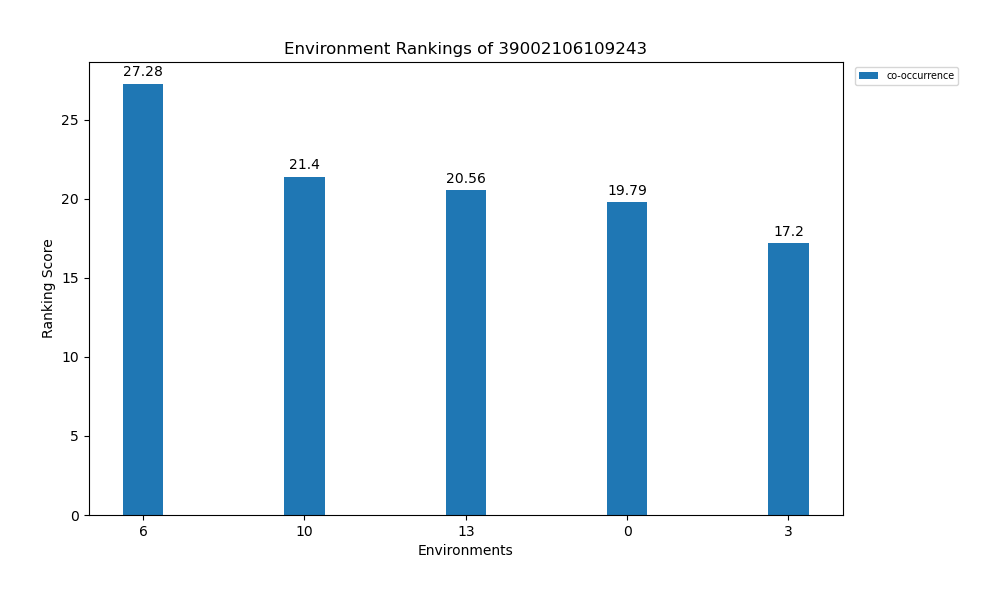 Environment Rankings of 39002106109243
co-occurrence
27.28
21.4
20.56
19.79
17.2
Ranking Score
25
20
15
10
5
0
6 10 13 0 3
Environments